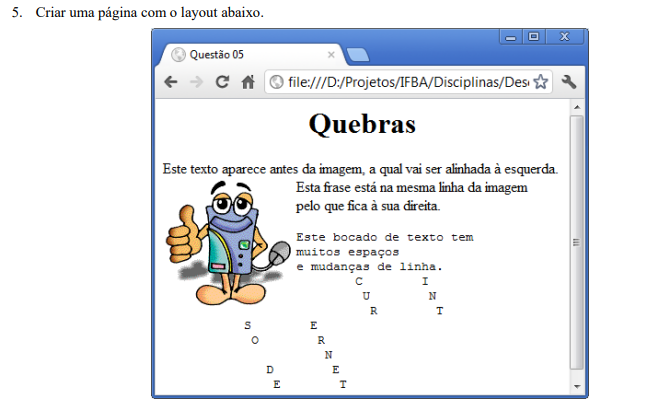 5. Criar uma página com o layout abaixo.
Questão 05
file:///D:/Projetos/IFBA/Disciplinas/Des
Quebras
Este texto aparece antes da imagem, a qual vai ser alinhada à esquerda.
Esta frase está na mesma linha da imagem
pelo que fica à sua direita.
Este bocado de texto tem
muitos espaços
e mudanças de linha.
C I
U N
R T
S E
O R
N
D E
E T